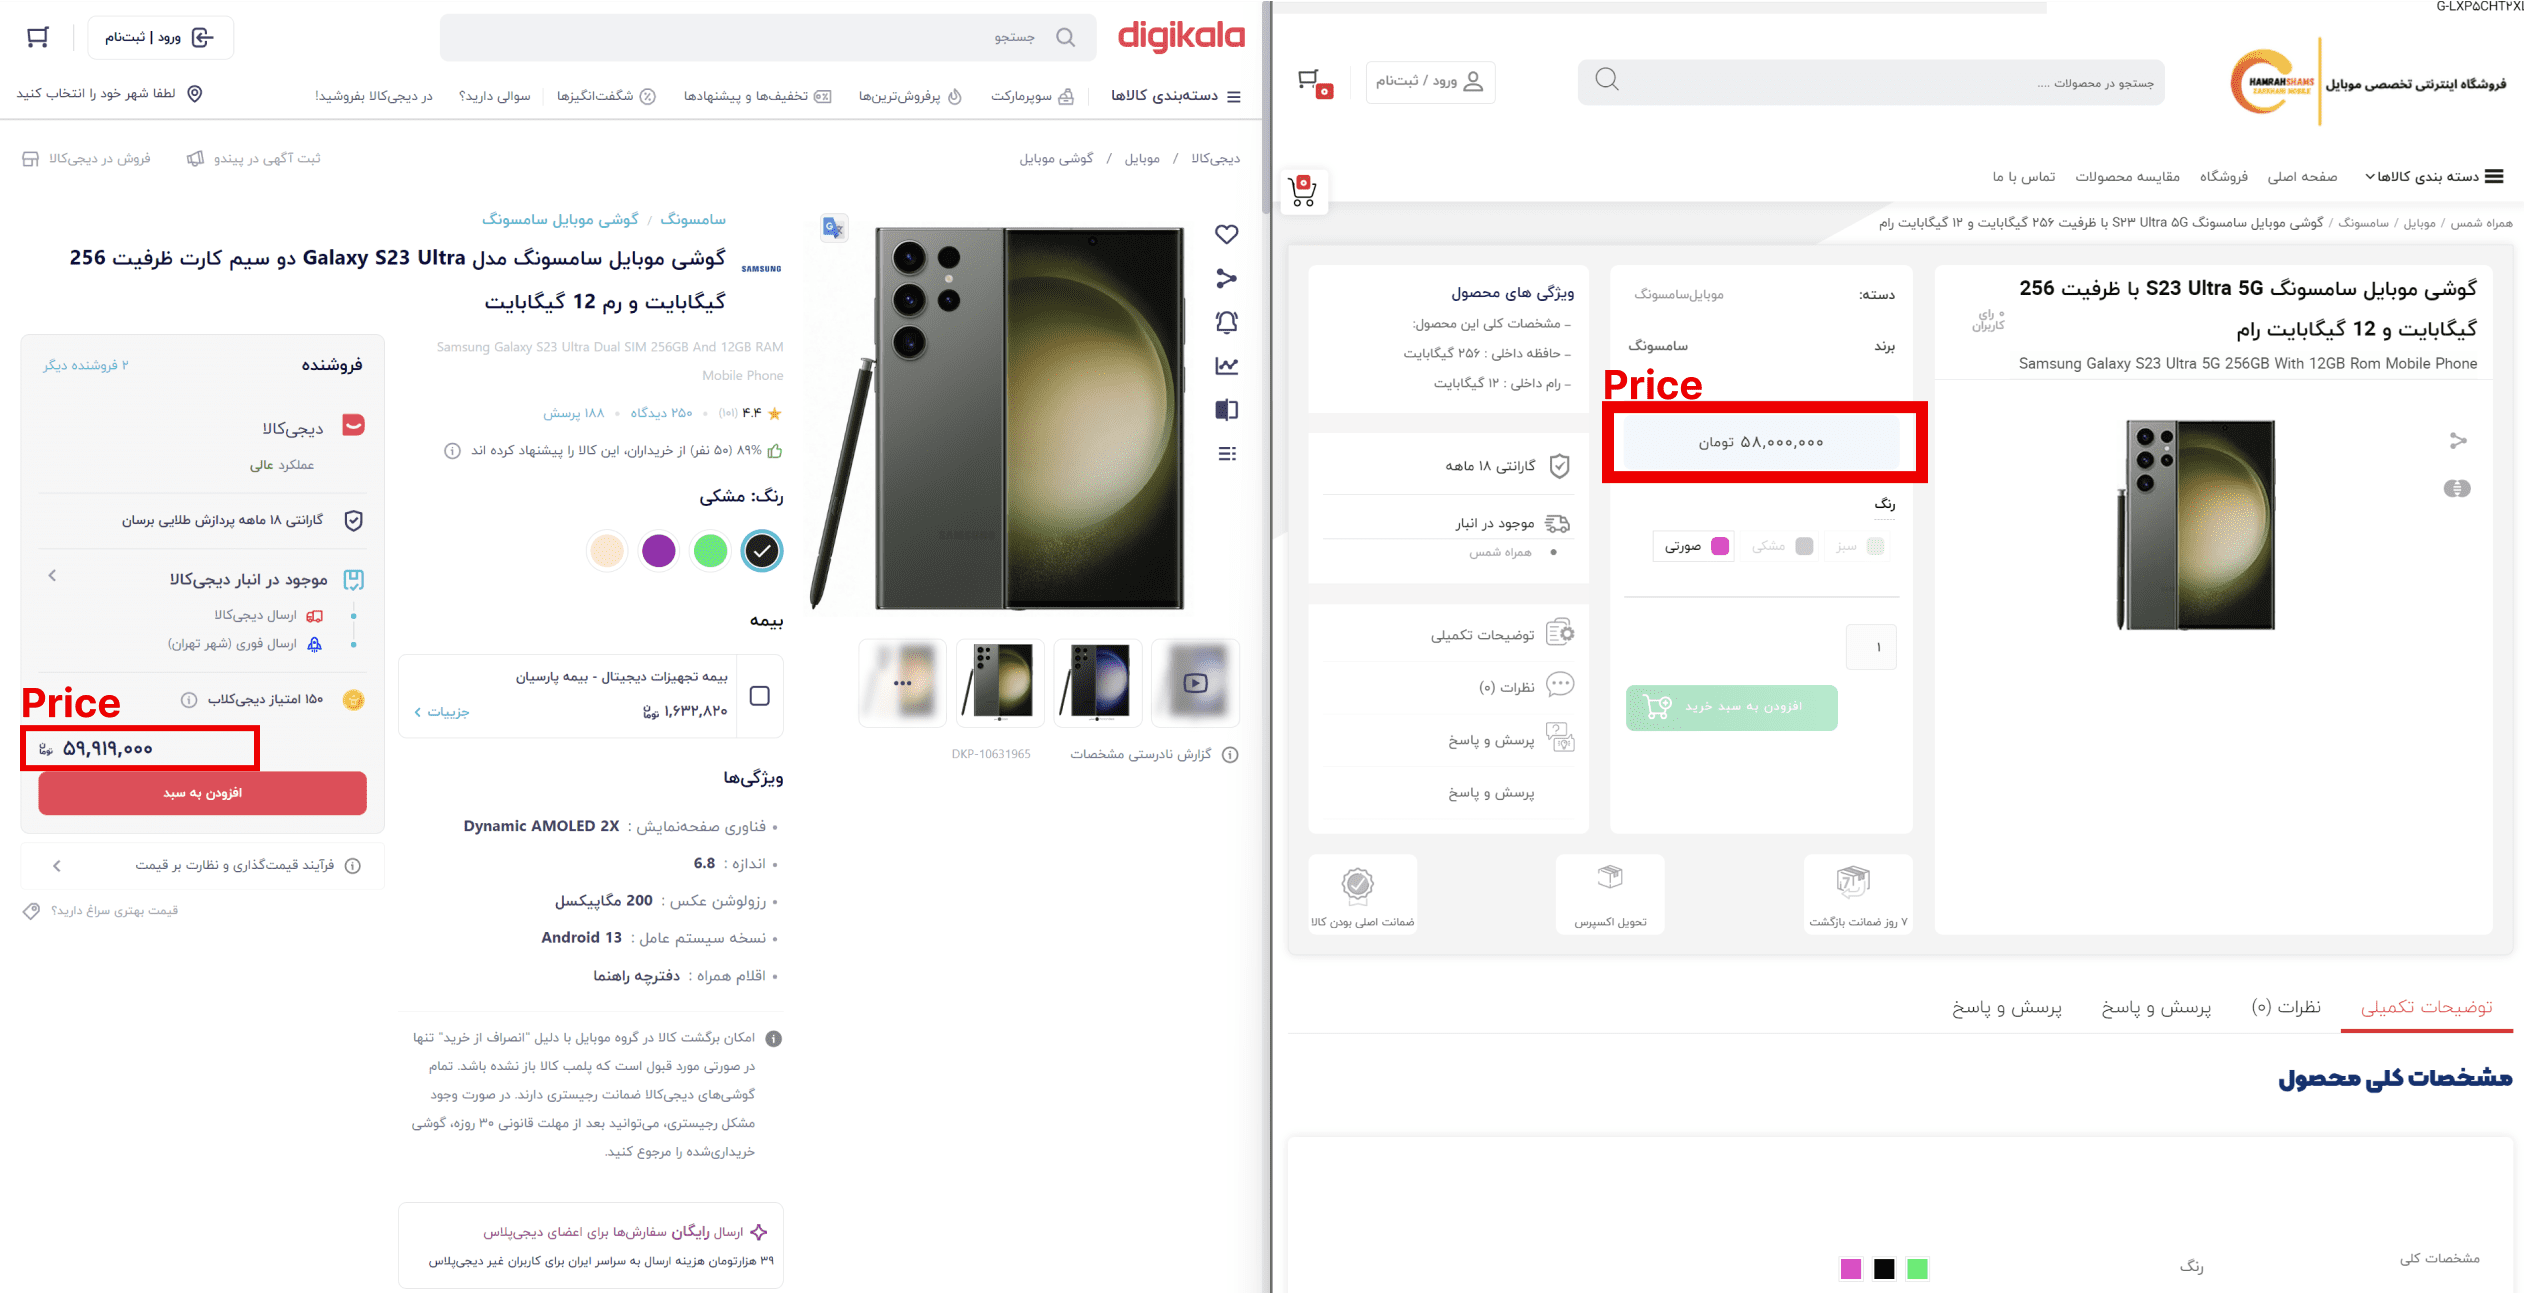 digikala
جستجو
ورود | ثبت‌نام
دسته‌بندی کالاها
سوپرمارکت
پرفروش‌ترین‌ها
تخفیف‌ها و پیشنهادها
شگفت‌انگیزها
سوالی دارید؟
در دیجی‌کالا بفروشید!
لطفا شهر خود را انتخاب کنید
دیجی‌کالا / موبایل / گوشی موبایل
ثبت آگهی در پیندو
فروش در دیجی‌کالا
سامسونگ / گوشی موبایل سامسونگ
SAMSUNG
گوشی موبایل سامسونگ مدل Galaxy S23 Ultra دو سیم کارت ظرفیت 256
گیگابایت و رم 12 گیگابایت
Samsung Galaxy S23 Ultra Dual SIM 256GB And 12GB RAM
Mobile Phone
۴.۴ (۱۰۱) • ۲۵۰ دیدگاه • ۱۸۸ پرسش
۸۹% (۵۰ نفر) از خریداران، این کالا را پیشنهاد کرده اند
رنگ: مشکی
بیمه
بیمه تجهیزات دیجیتال - بیمه پارسیان
۱,۶۳۲,۸۲۰ تومان
جزییات
ویژگی‌ها
• فناوری صفحه‌نمایش : Dynamic AMOLED 2X
• اندازه : 6.8
• رزولوشن عکس : 200 مگاپیکسل
• نسخه سیستم عامل : Android 13
• اقلام همراه : دفترچه راهنما
امکان برگشت کالا در گروه موبایل با دلیل "انصراف از خرید" تنها
در صورتی مورد قبول است که پلمب کالا باز نشده باشد. تمام
گوشی‌های دیجی‌کالا ضمانت رجیستری دارند. در صورت وجود
مشکل رجیستری، می‌توانید بعد از مهلت قانونی ۳۰ روزه، گوشی
خریداری‌شده را مرجوع کنید.
ارسال رایگان سفارش‌ها برای اعضای دیجی‌پلاس
۳۹ هزارتومان هزینه ارسال به سراسر ایران برای کاربران غیر دیجی‌پلاس
گزارش نادرستی مشخصات
DKP-10631965
فروشنده
۲ فروشنده دیگر
دیجی‌کالا
عملکرد عالی
گارانتی ۱۸ ماهه پردازش طلایی برسان
موجود در انبار دیجی‌کالا
ارسال دیجی‌کالا
ارسال فوری (شهر تهران)
۱۵۰ امتیاز دیجی‌کلاب
Price
۵۹,۹۱۹,۰۰۰ تومان
افزودن به سبد
فرآیند قیمت‌گذاری و نظارت بر قیمت
قیمت بهتری سراغ دارید؟
G-LXP۵CHT۲XL
HAMRAHSHAMS
ZARKHANI MOBILE
فروشگاه اینترنتی تخصصی موبایل
جستجو در محصولات ....
ورود / ثبت‌نام
۰
دسته بندی کالاها
صفحه اصلی
فروشگاه
مقایسه محصولات
تماس با ما
۰
همراه شمس / موبایل / سامسونگ / گوشی موبایل سامسونگ S۲۳ Ultra ۵G با ظرفیت ۲۵۶ گیگابایت و ۱۲ گیگابایت رام
گوشی موبایل سامسونگ S23 Ultra 5G با ظرفیت 256
گیگابایت و 12 گیگابایت رام
۰ رای
کاربران
Samsung Galaxy S23 Ultra 5G 256GB With 12GB Rom Mobile Phone
دسته: موبایل‌سامسونگ
برند سامسونگ
Price
۵۸,۰۰۰,۰۰۰ تومان
رنگ
سبز
مشکی
صورتی
۱
افزودن به سبد خرید
ویژگی های محصول
– مشخصات کلی این محصول:
– حافظه داخلی : ۲۵۶ گیگابایت
– رام داخلی : ۱۲ گیگابایت
گارانتی ۱۸ ماهه
موجود در انبار
• همراه شمس
توضیحات تکمیلی
نظرات (۰)
پرسش و پاسخ
پرسش و پاسخ
۷ روز ضمانت بازگشت
تحویل اکسپرس
ضمانت اصلی بودن کالا
توضیحات تکمیلی
نظرات (۰)
پرسش و پاسخ
پرسش و پاسخ
مشخصات کلی محصول
مشخصات کلی
رنگ